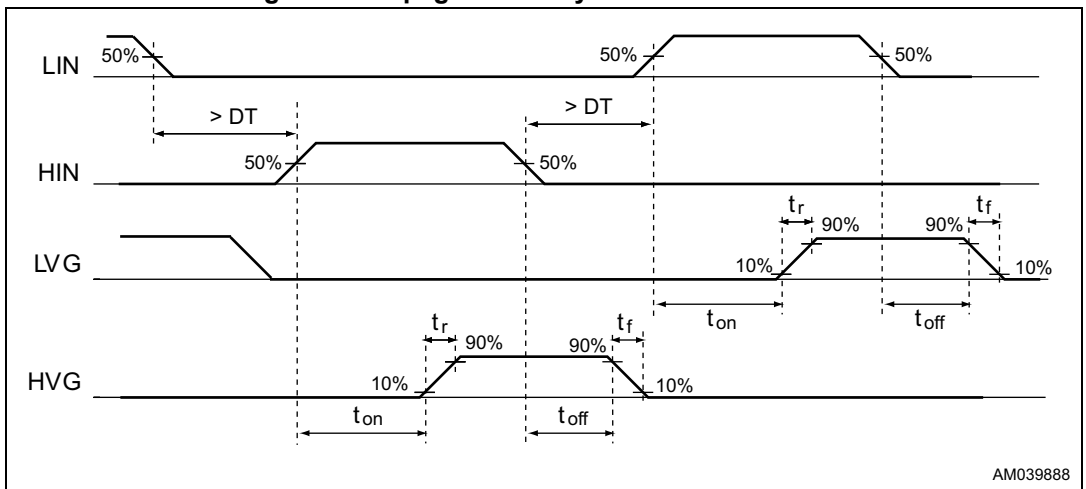 LIN 50% 50% 50%
> DT > DT
HIN 50% 50%
tr tf
LVG 90% 90%
10% 10%
ton toff
tr tf
HVG 90% 90%
10% 10%
ton toff
AM039888